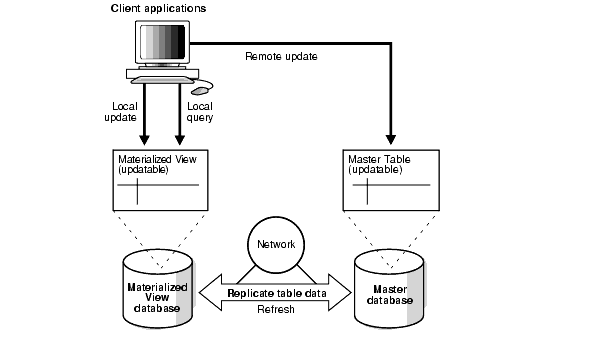 Client applications
Remote update
Local
update
Local
query
Materialized View
(updatable)
Master Table
(updatable)
Network
Materialized
View
database
Replicate table data
Refresh
Master
database